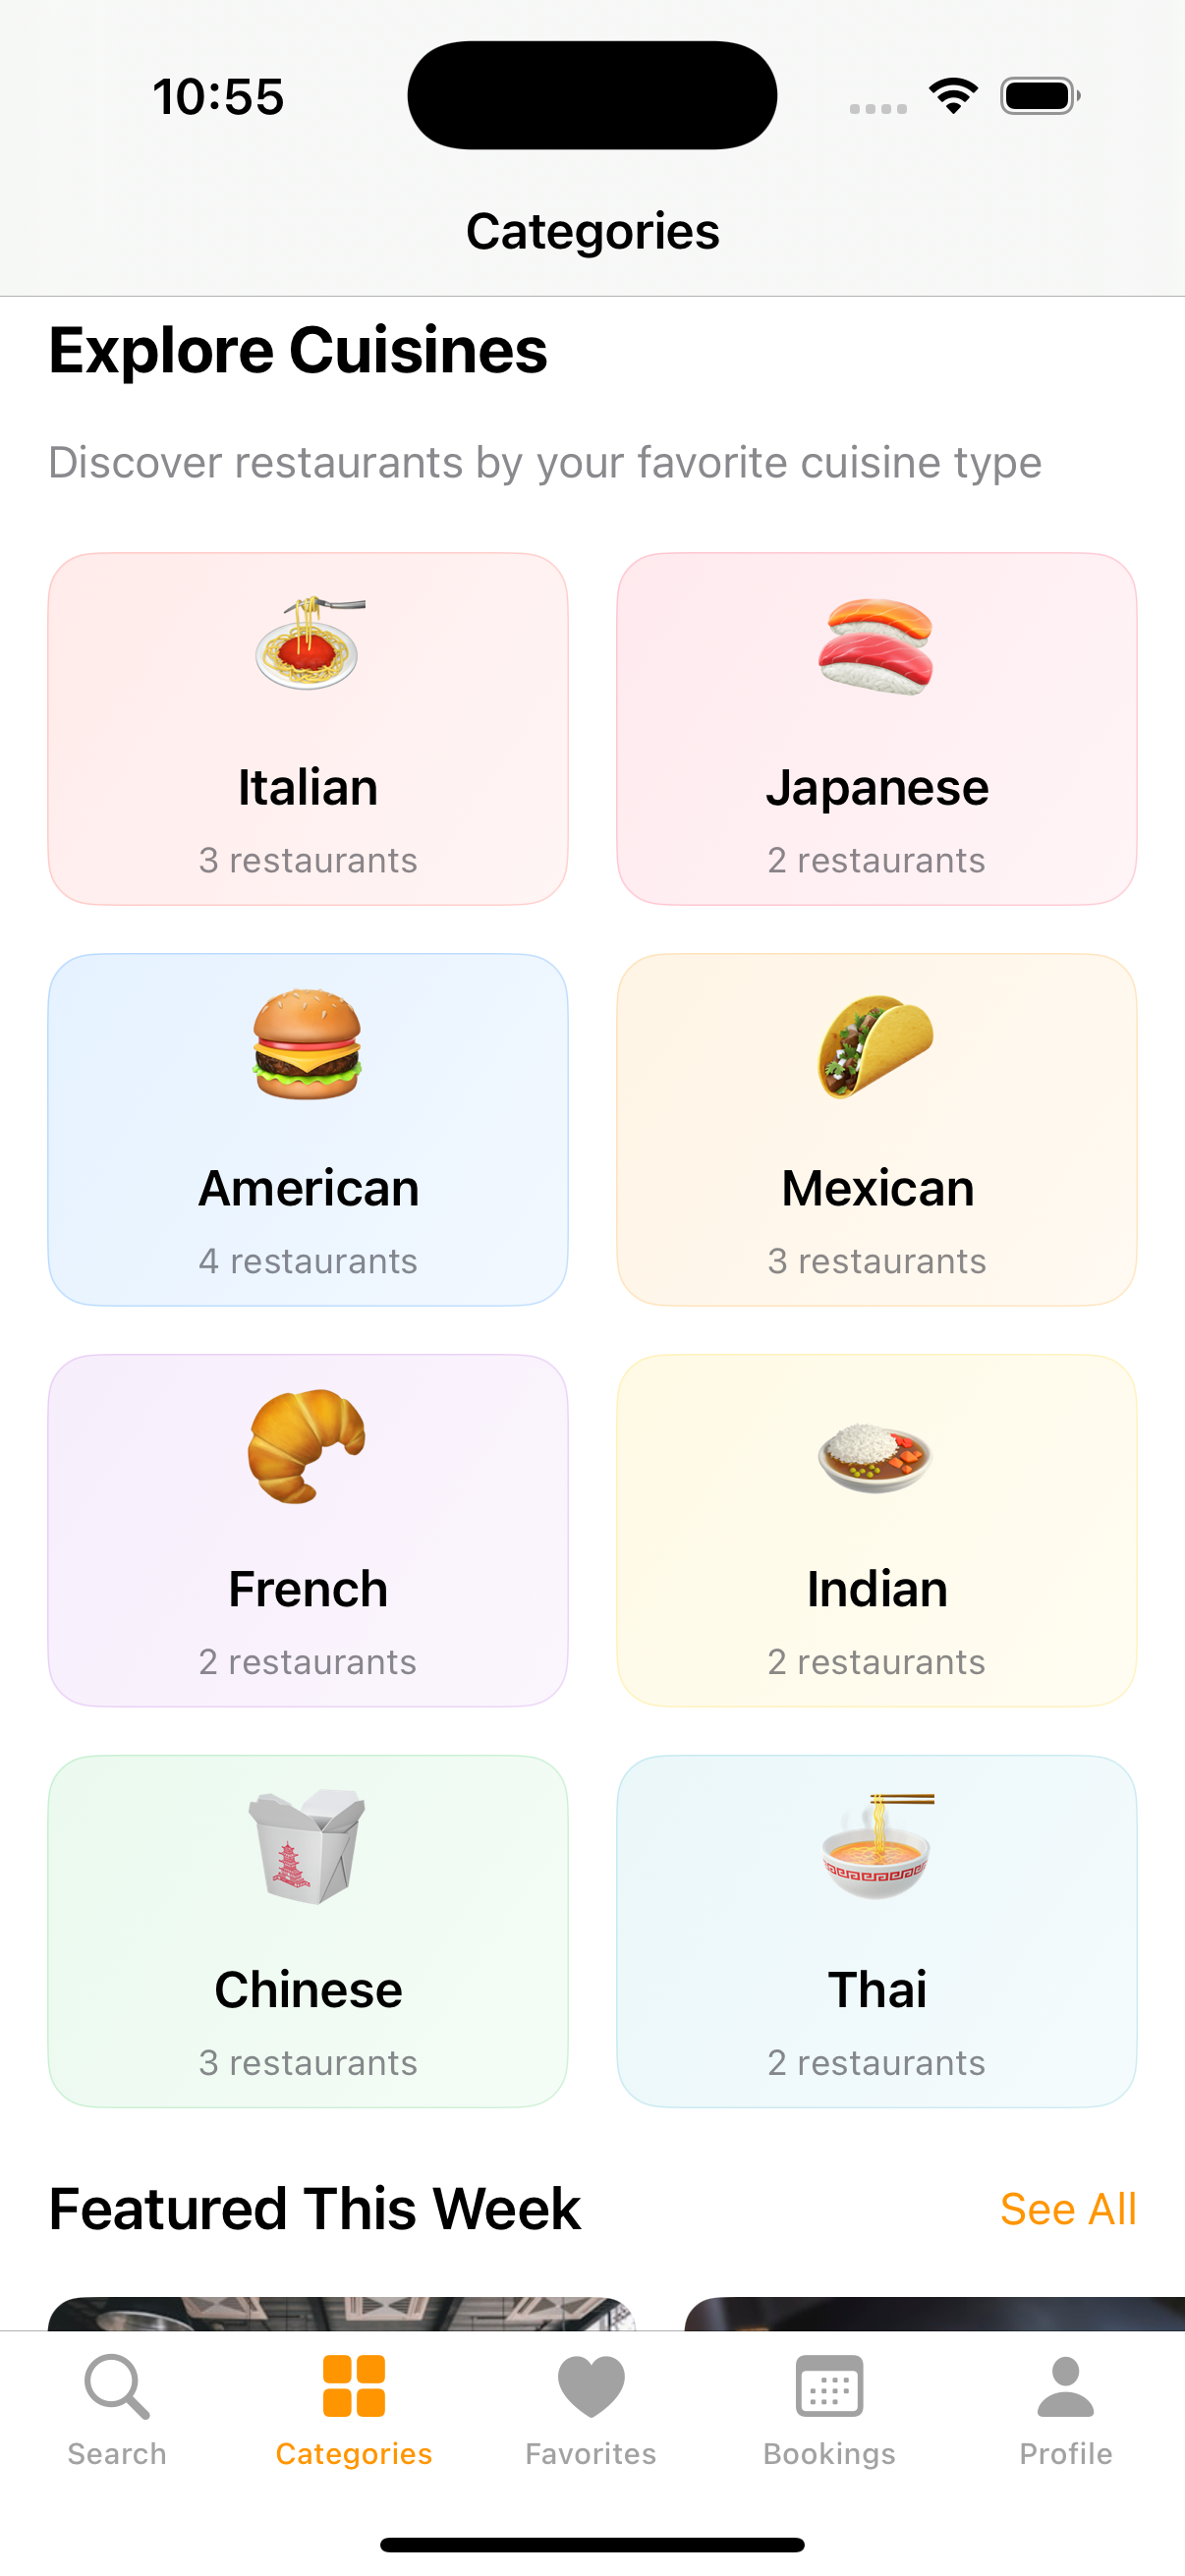 10:55
Categories
Explore Cuisines
Discover restaurants by your favorite cuisine type
Italian
3 restaurants
Japanese
2 restaurants
American
4 restaurants
Mexican
3 restaurants
French
2 restaurants
Indian
2 restaurants
Chinese
3 restaurants
Thai
2 restaurants
Featured This Week
See All
Search
Categories
Favorites
Bookings
Profile